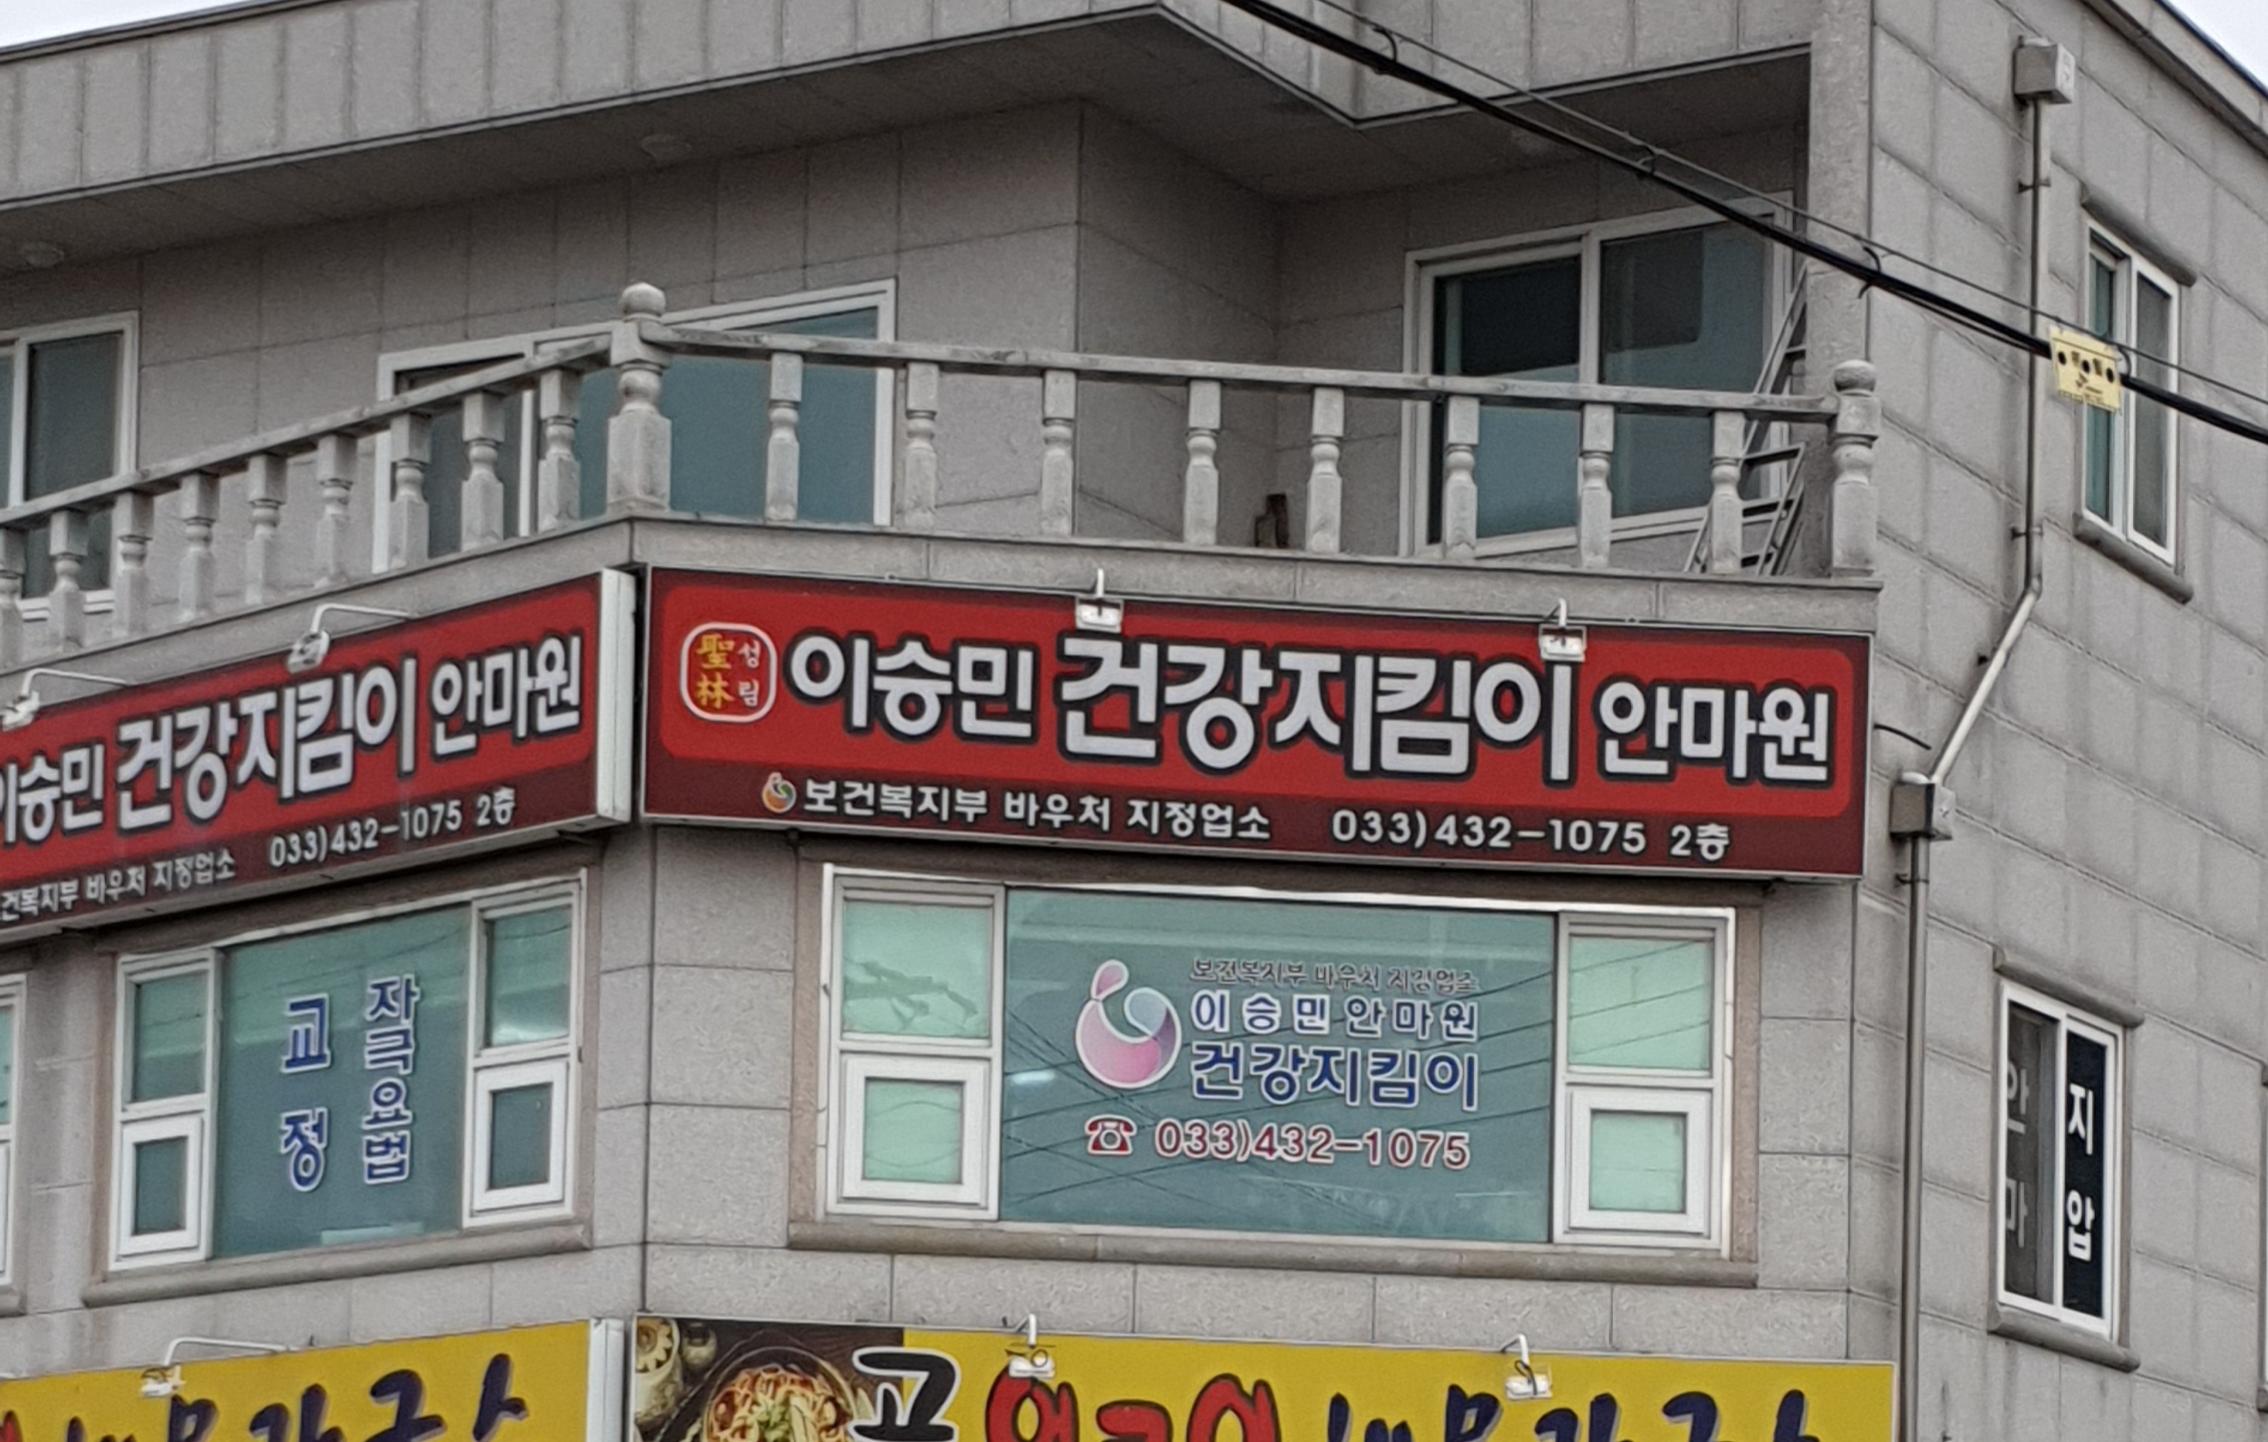 이승민 건강지킴이 안마원
건복지부 바우처 지정업소 033)432-1075 2층
聖林 성림
이승민 건강지킴이 안마원
보건복지부 바우처 지정업소 033)432-1075 2층
자극요법
교정
보건복지부 바우처 지정업소
이승민안마원
건강지킴이
033)432-1075
안마
지압